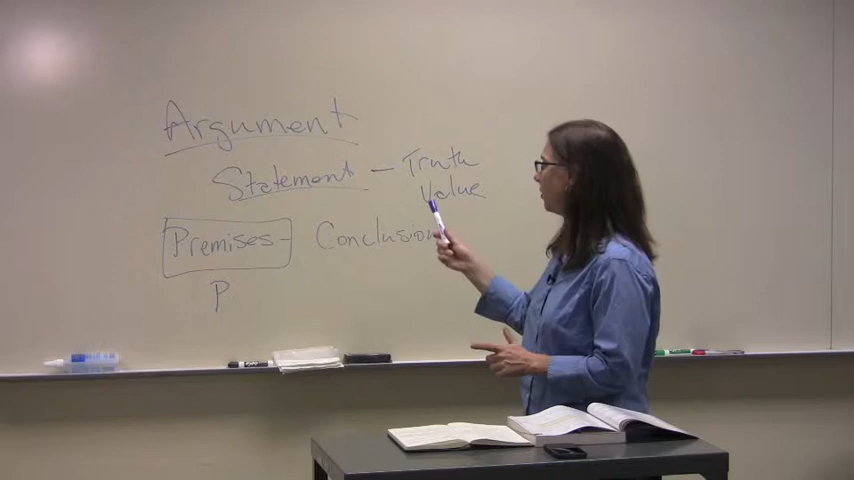 Argument
Statement - Truth
Value
Premises - Conclusion
P